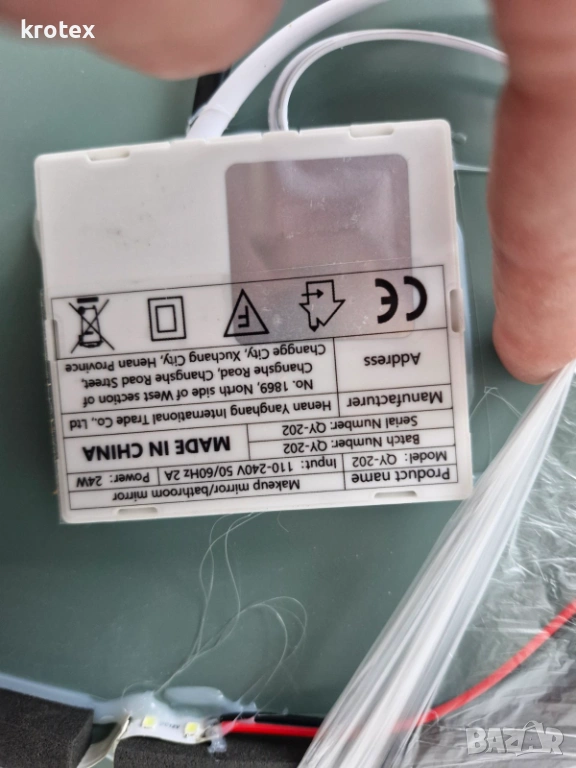 krotex
Product name Makeup mirror/bathroom mirror
Model: QY-202 Input: 110-240V 50/60Hz 2A Power: 24W
Batch Number: QY-202
Serial Number: QY-202
MADE IN CHINA
Manufacturer Henan Yanghang International Trade Co., Ltd
Address
No. 1869, North side of West section of
Changshe Road, Changshe Road Street,
Changge City, Xuchang City, Henan Province
CE
F
BAZAR